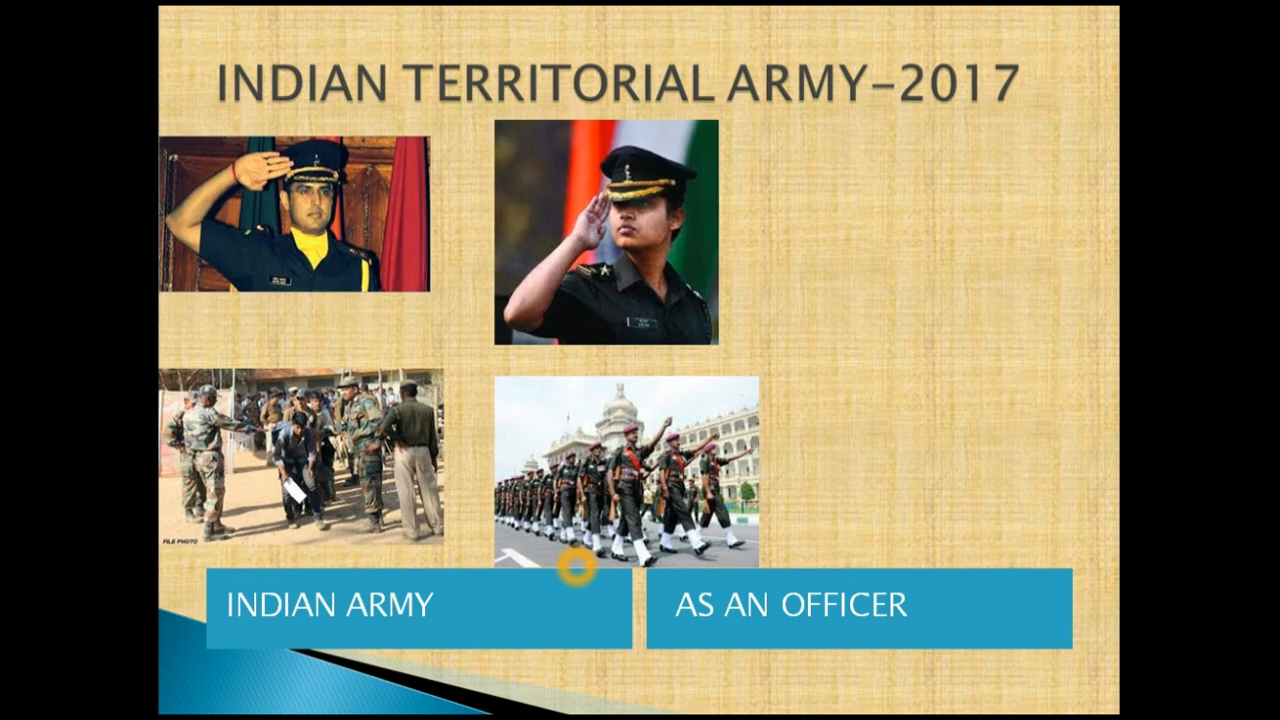 INDIAN TERRITORIAL ARMY-2017
FILE PHOTO
INDIAN ARMY
AS AN OFFICER